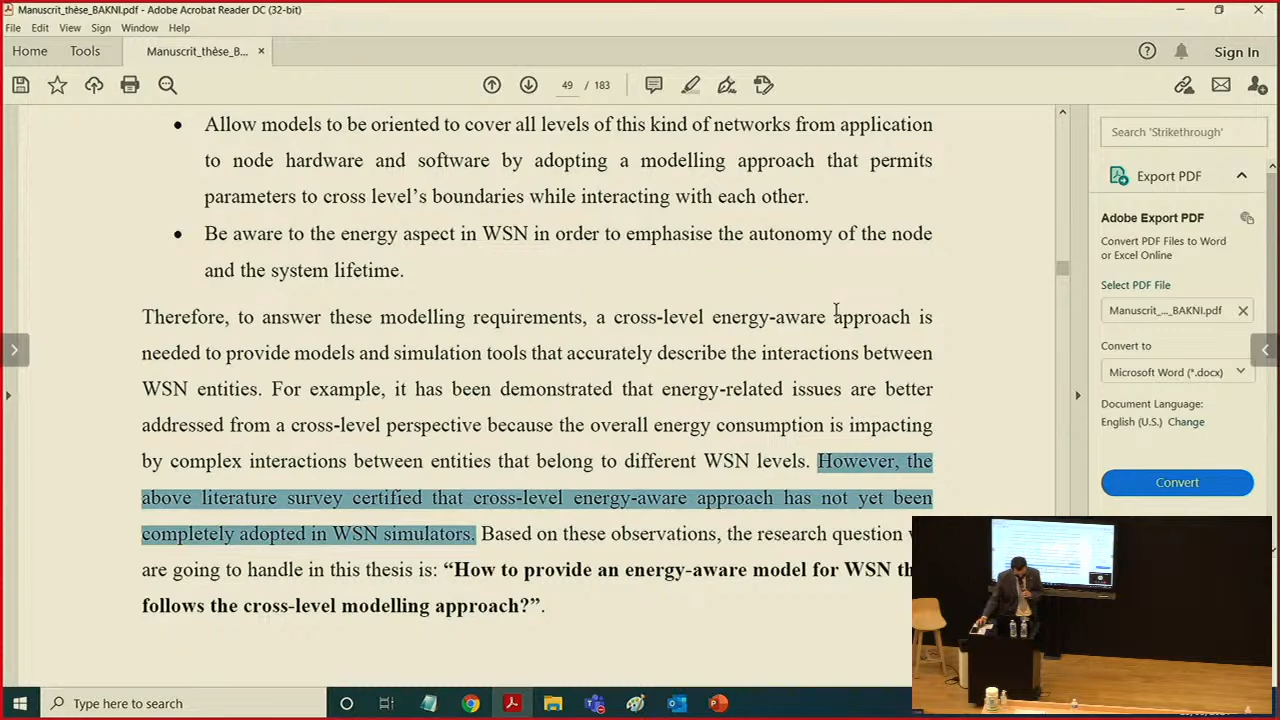 Manuscrit_thèse_BAKNI.pdf - Adobe Acrobat Reader DC (32-bit)
File Edit View Sign Window Help
Home Tools Manuscrit_thèse_B... ×
Sign In
49 / 183
• Allow models to be oriented to cover all levels of this kind of networks from application
to node hardware and software by adopting a modelling approach that permits
parameters to cross level’s boundaries while interacting with each other.
• Be aware to the energy aspect in WSN in order to emphasise the autonomy of the node
and the system lifetime.
Therefore, to answer these modelling requirements, a cross-level energy-aware approach is
needed to provide models and simulation tools that accurately describe the interactions between
WSN entities. For example, it has been demonstrated that energy-related issues are better
addressed from a cross-level perspective because the overall energy consumption is impacting
by complex interactions between entities that belong to different WSN levels. However, the
above literature survey certified that cross-level energy-aware approach has not yet been
completely adopted in WSN simulators. Based on these observations, the research question
are going to handle in this thesis is: “How to provide an energy-aware model for WSN
follows the cross-level modelling approach?”.
Search 'Strikethrough'
Export PDF
Adobe Export PDF
Convert PDF Files to Word
or Excel Online
Select PDF File
Manuscrit_..._BAKNI.pdf
Convert to
Microsoft Word (*.docx)
Document Language:
English (U.S.) Change
Convert
Type here to search